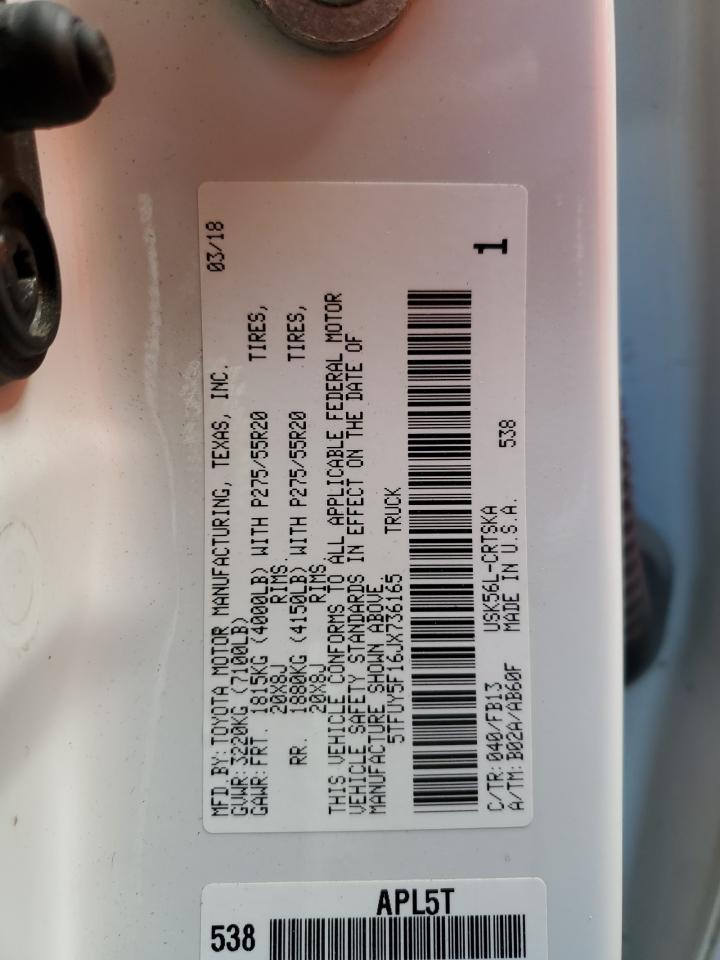 MFD BY: TOYOTA MOTOR MANUFACTURING, TEXAS, INC. 03/18
GVWR: 3220KG (7100LB)
GAWR: FRT. 1815KG (4000LB) WITH P275/55R20 TIRES,
20X8J RIMS
RR. 1880KG (4150LB) WITH P275/55R20 TIRES,
20X8J RIMS
THIS VEHICLE CONFORMS TO ALL APPLICABLE FEDERAL MOTOR
VEHICLE SAFETY STANDARDS IN EFFECT ON THE DATE OF
MANUFACTURE SHOWN ABOVE.
5TFUY5F16JX736165 TRUCK
C/TR: 040/FB13 USK56L-CRTSKA 538 1
A/TM: B02A/AB60F MADE IN U.S.A.
APL5T
538